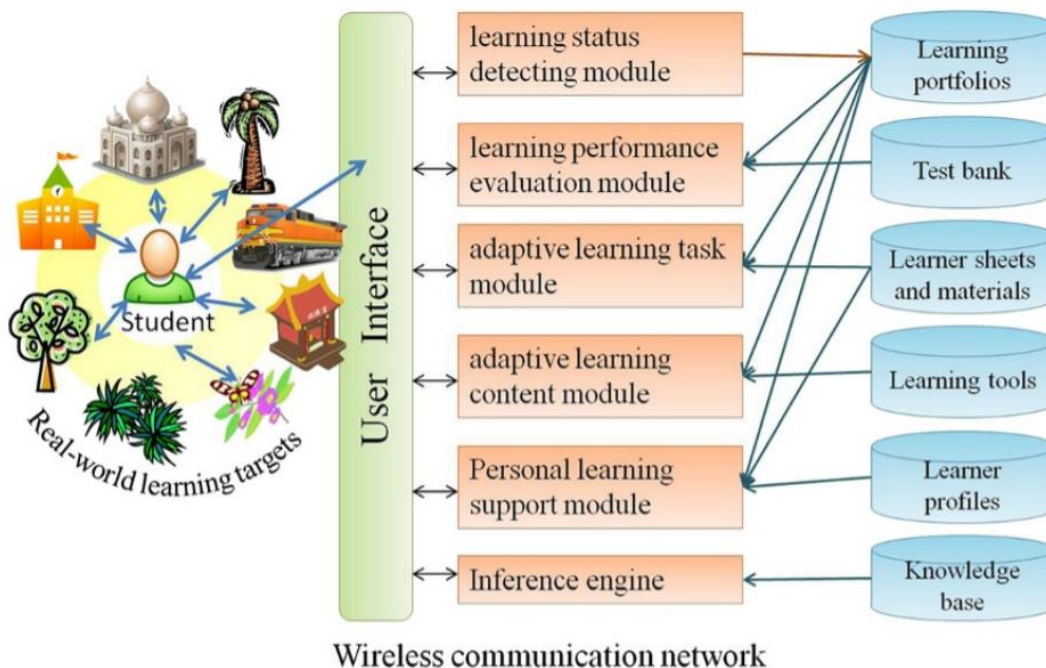 Student
Real-world learning targets
User Interface
learning status
detecting module
learning performance
evaluation module
adaptive learning task
module
adaptive learning
content module
Personal learning
support module
Inference engine
Learning
portfolios
Test bank
Learner sheets
and materials
Learning tools
Learner
profiles
Knowledge
base
Wireless communication network